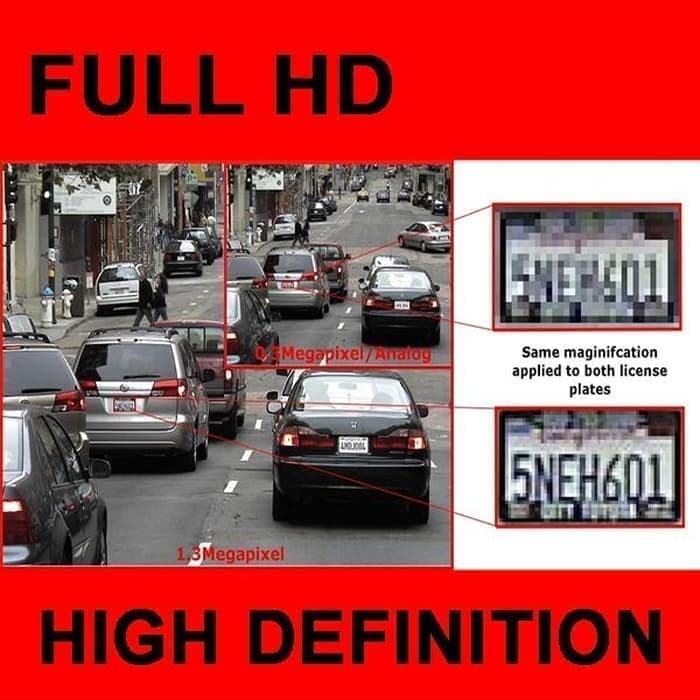 FULL HD
5NEH601
0.3Megapixel/Analog
Same maginifcation
applied to both license
plates
5NEH601
1.3Megapixel
HIGH DEFINITION